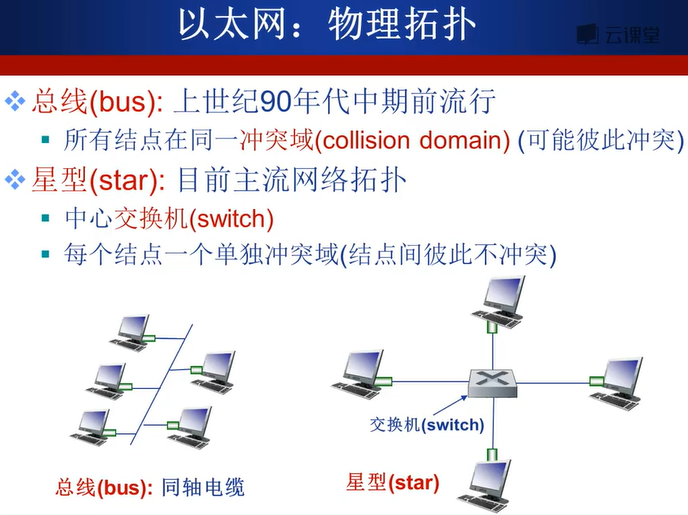 以太网：物理拓扑
云课堂
总线(bus): 上世纪90年代中期前流行
所有结点在同一冲突域(collision domain) (可能彼此冲突)
星型(star): 目前主流网络拓扑
中心交换机(switch)
每个结点一个单独冲突域(结点间彼此不冲突)
交换机(switch)
总线(bus): 同轴电缆
星型(star)